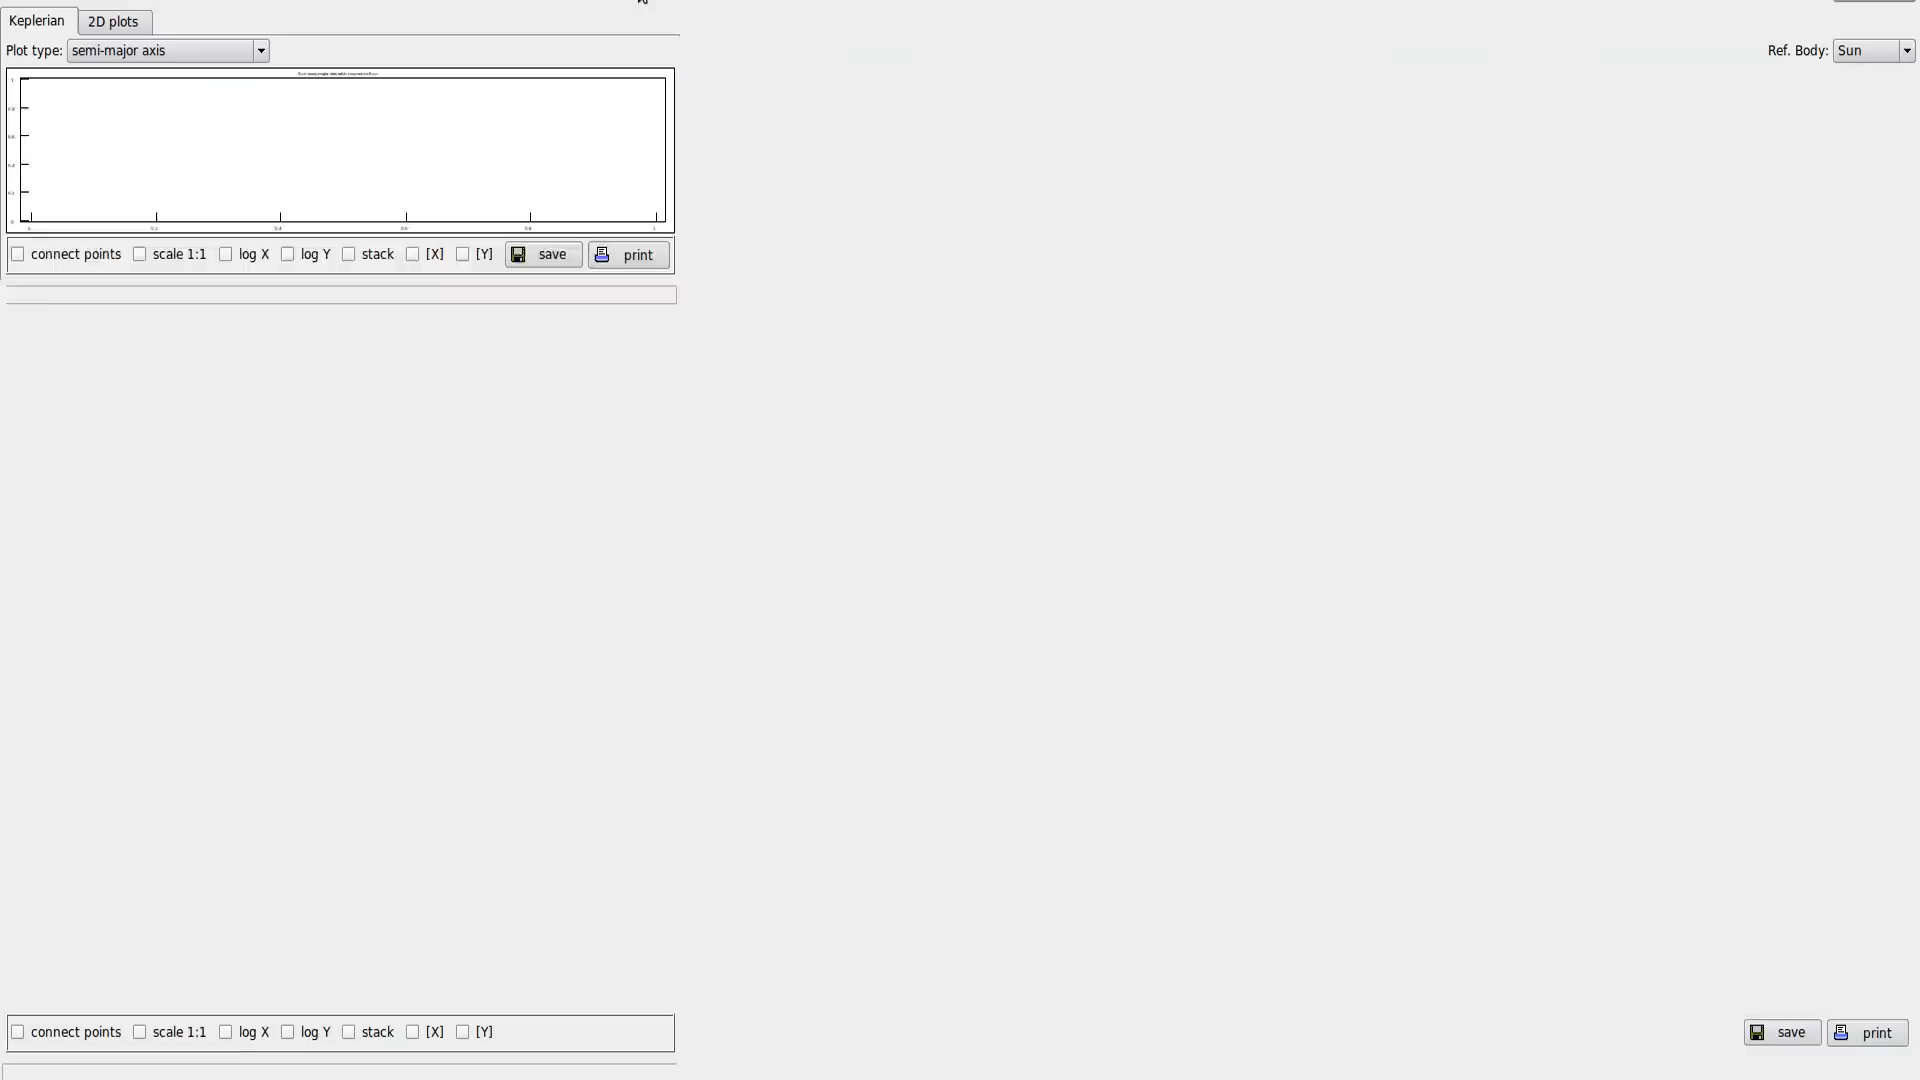 Keplerian 2D plots
Plot type: semi-major axis Ref. Body: Sun
connect points scale 1:1 log X log Y stack [X] [Y] save print
connect points scale 1:1 log X log Y stack [X] [Y] save print